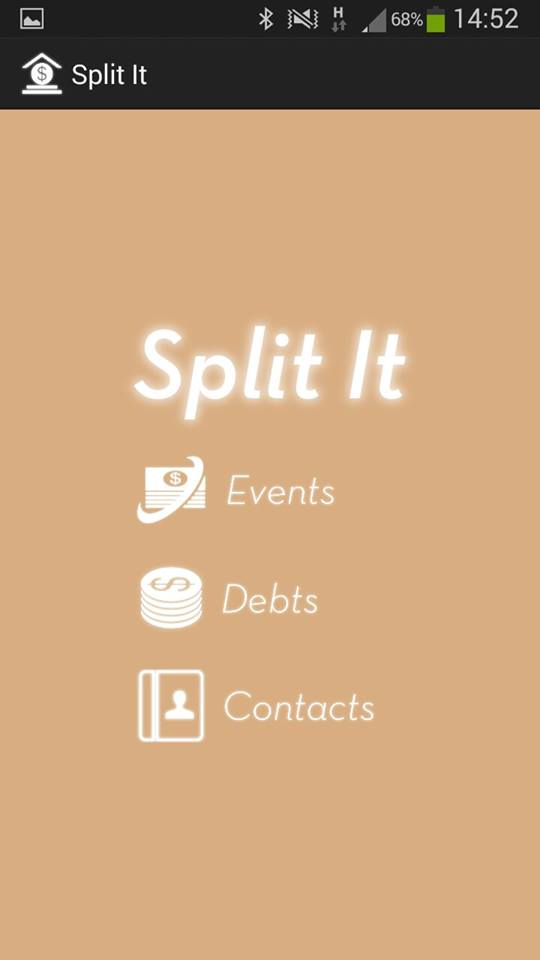 H 68% 14:52
Split It
Split It
Events
Debts
Contacts